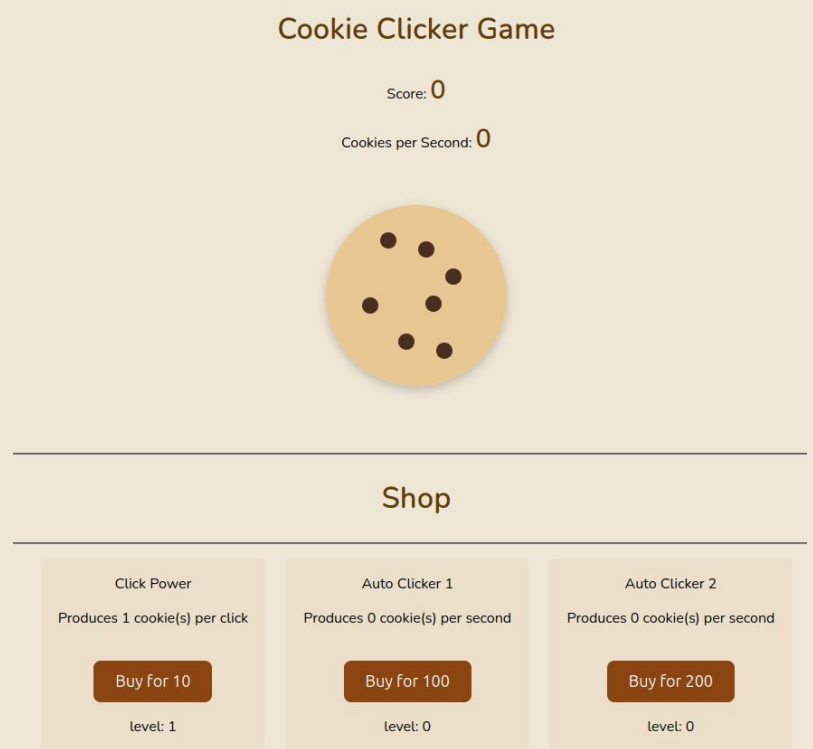 Cookie Clicker Game
Score: 0
Cookies per Second: 0
Shop
Click Power
Produces 1 cookie(s) per click
Buy for 10
level: 1
Auto Clicker 1
Produces 0 cookie(s) per second
Buy for 100
level: 0
Auto Clicker 2
Produces 0 cookie(s) per second
Buy for 200
level: 0